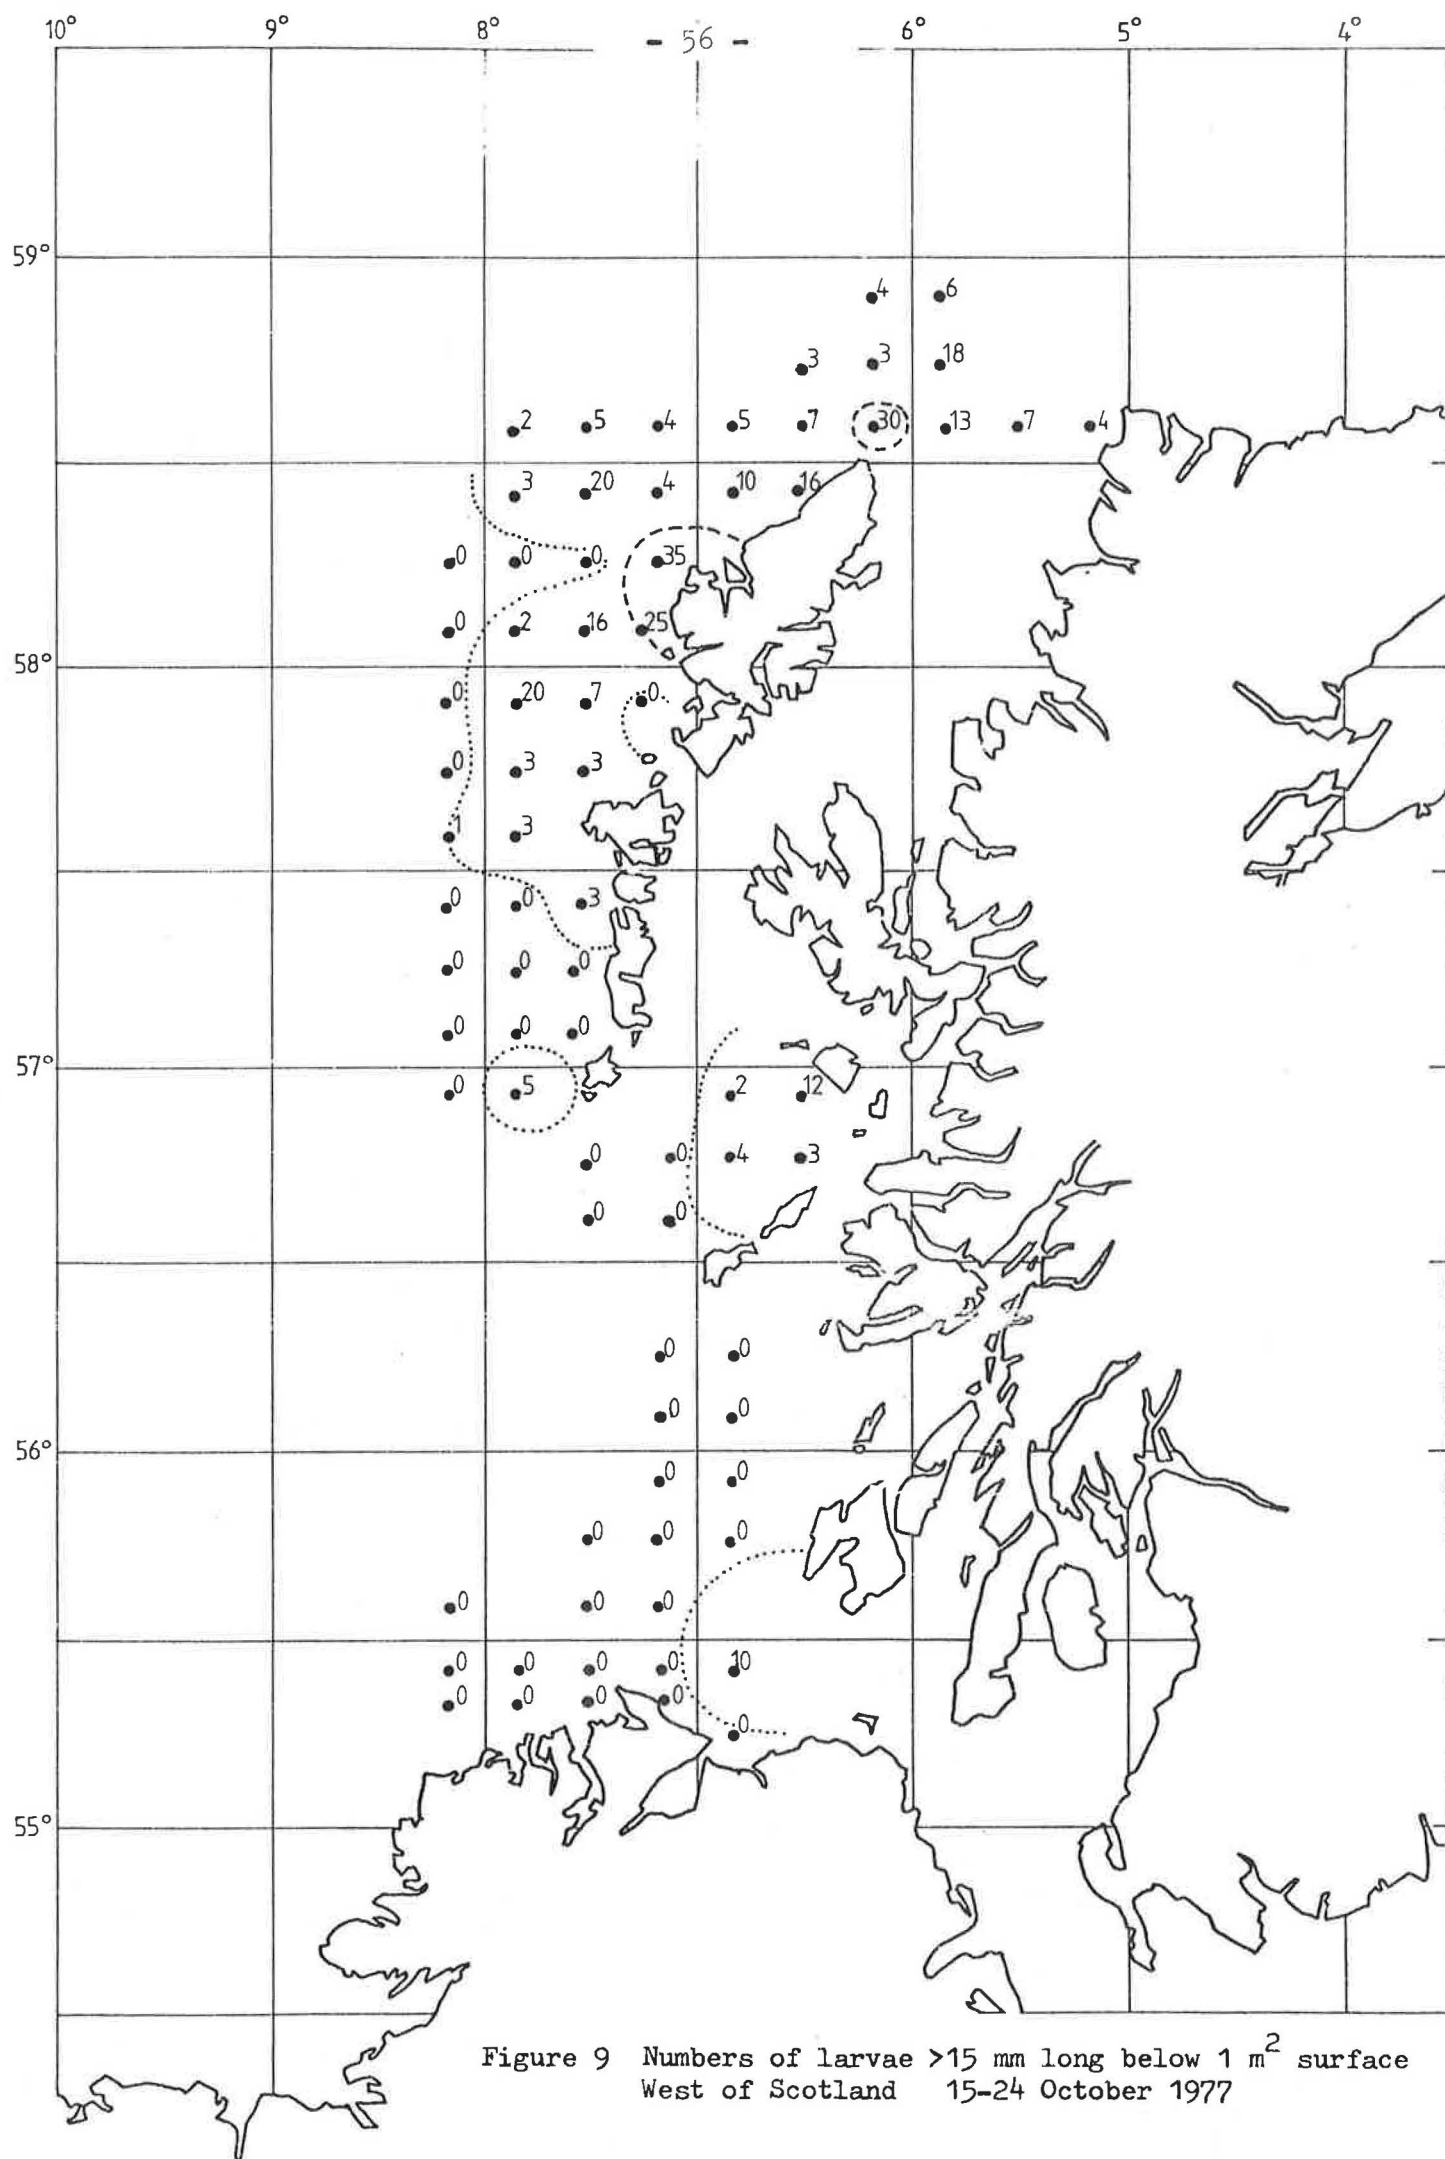 10° 9° 8° - 56 - 6° 5° 4°
59°
4 6
3 3 18
2 5 4 5 7 30 13 7 4
3 20 4 10 16
0 0 0 35
0 2 16 25
58°
0 20 7 0
0 3 3
1 3
0 0 3
0 0 0
0 0 0
57°
0 5 2 12
0 0 4 3
0 0
0 0
0 0
56°
0 0
0 0 0
0 0 0
0 0 0 0 10
0 0 0 0
0
55°
Figure 9 Numbers of larvae >15 mm long below 1 m² surface
West of Scotland 15-24 October 1977